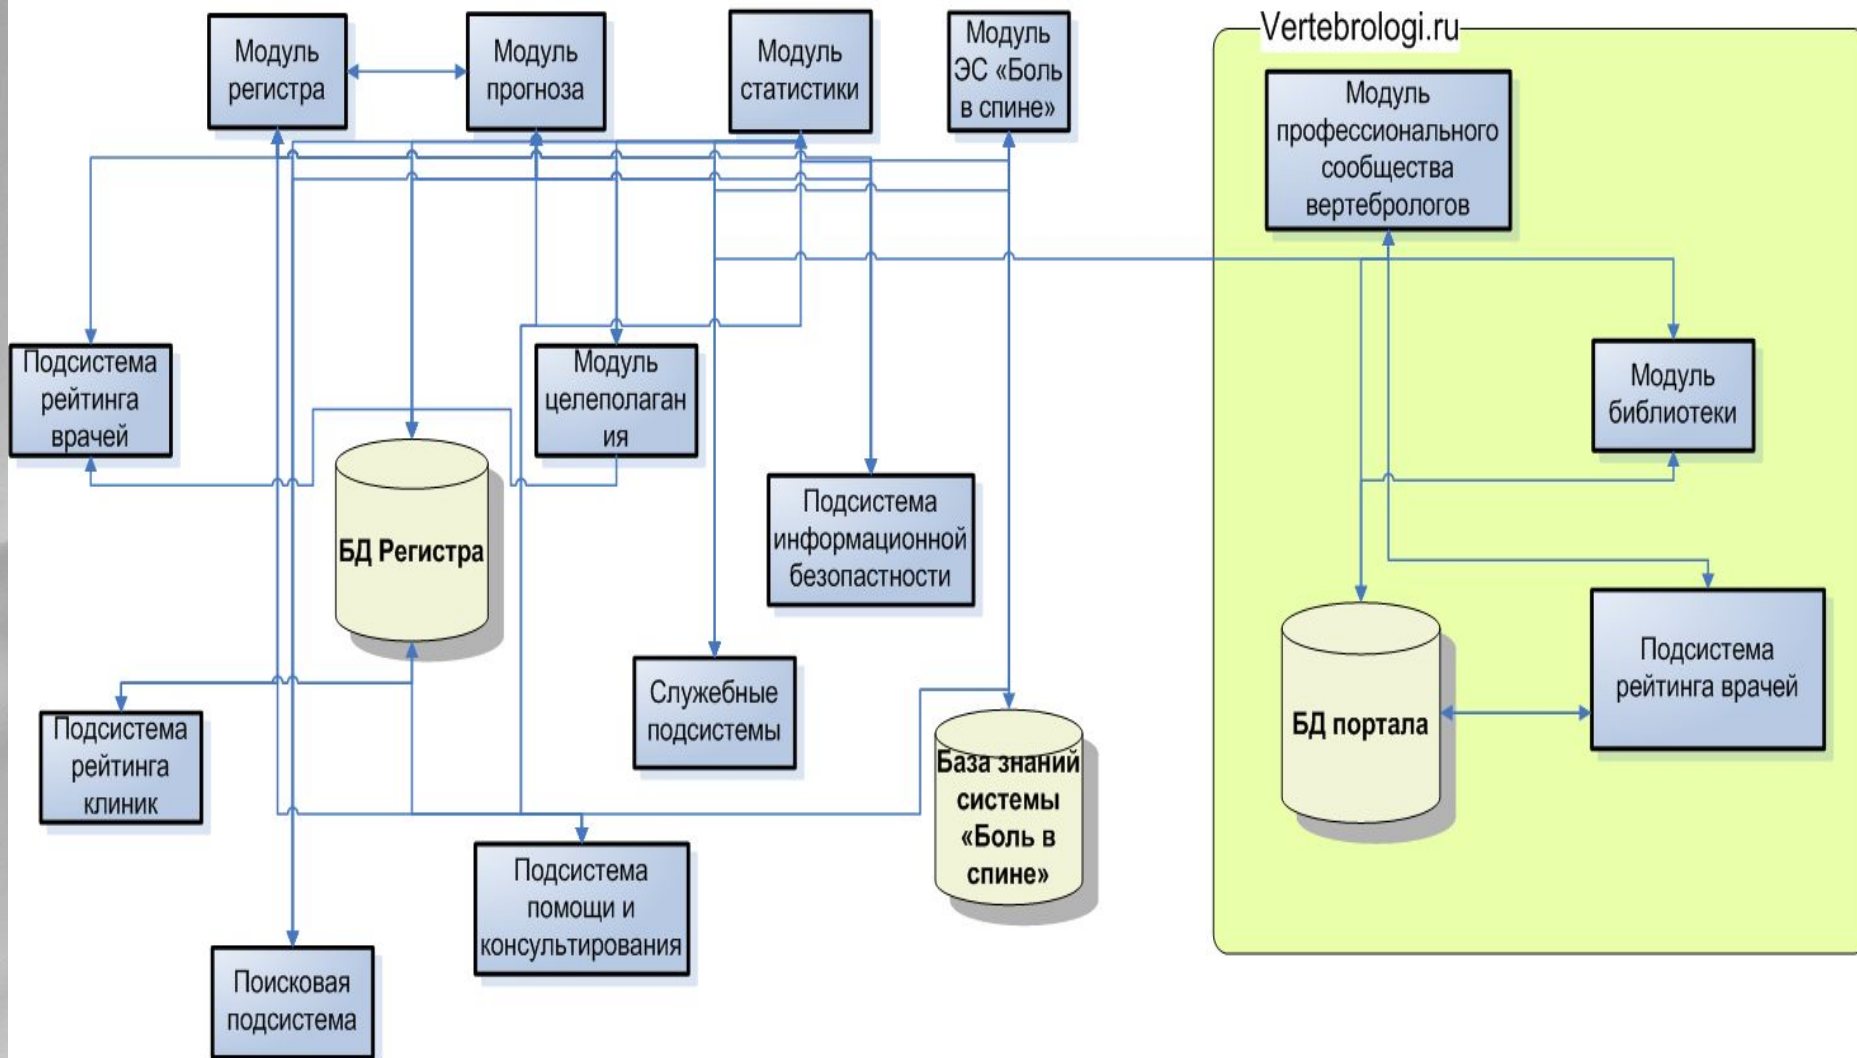 Модуль
регистра
Модуль
прогноза
Модуль
статистики
Модуль
ЭС «Боль
в спине»
Vertebrologi.ru
Модуль
профессионального
сообщества
вертебрологов
Подсистема
рейтинга
врачей
Модуль
целеполаган
ия
Модуль
библиотеки
БД Регистра
Подсистема
информационной
безопастности
Подсистема
рейтинга
клиник
Служебные
подсистемы
База знаний
системы
«Боль в
спине»
БД портала
Подсистема
рейтинга врачей
Подсистема
помощи и
консультирования
Поисковая
подсистема